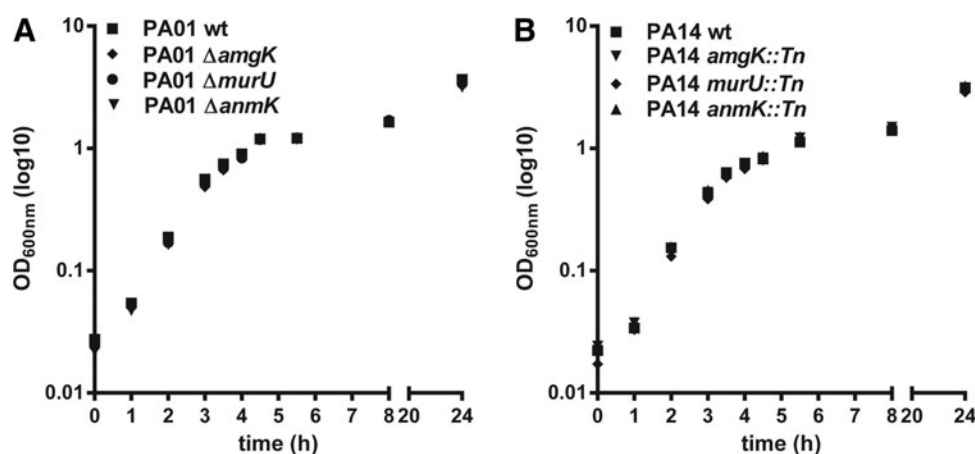 A
PA01 wt
PA01 ΔamgK
PA01 ΔmurU
PA01 ΔanmK
OD600nm (log10)
10
1
0.1
0.01
0 1 2 3 4 5 6 7 8 20 24
time (h)
B
PA14 wt
PA14 amgK::Tn
PA14 murU::Tn
PA14 anmK::Tn
OD600nm (log10)
10
1
0.1
0.01
0 1 2 3 4 5 6 7 8 20 24
time (h)